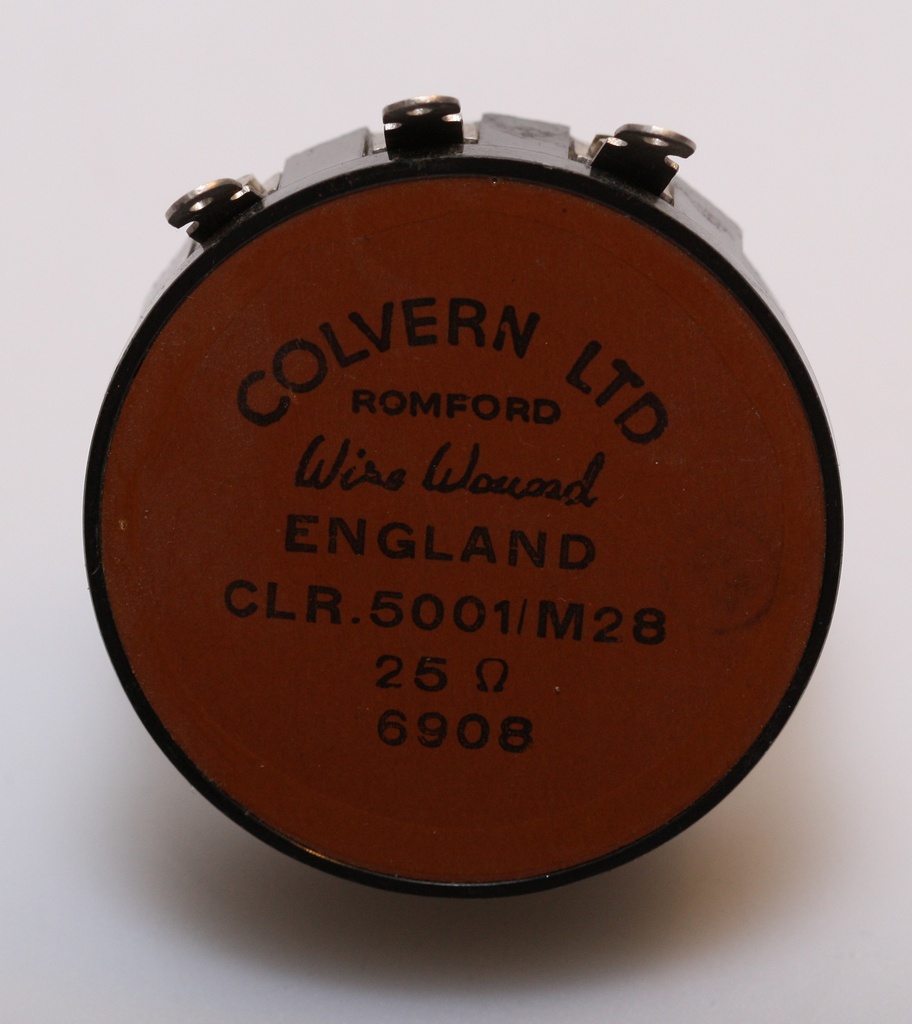 COLVERN LTD
ROMFORD
Wire Wound
ENGLAND
CLR.5001/M28
25 Ω
6908